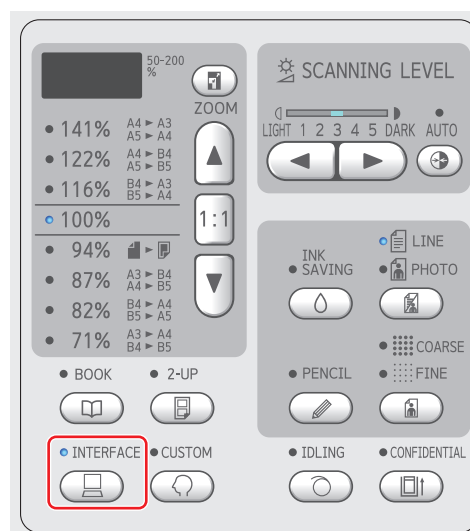 50-200
%
ZOOM
141% A4 ► A3
A5 ► A4
122% A4 ► B4
A5 ► B5
116% B4 ► A3
B5 ► A4
100%
1:1
94%
87% A3 ► B4
A4 ► B5
82% B4 ► A4
B5 ► A5
71% A3 ► A4
B4 ► B5
BOOK
2-UP
INTERFACE
CUSTOM
SCANNING LEVEL
LIGHT 1 2 3 4 5 DARK AUTO
INK
SAVING
LINE
PHOTO
COARSE
PENCIL
FINE
IDLING
CONFIDENTIAL